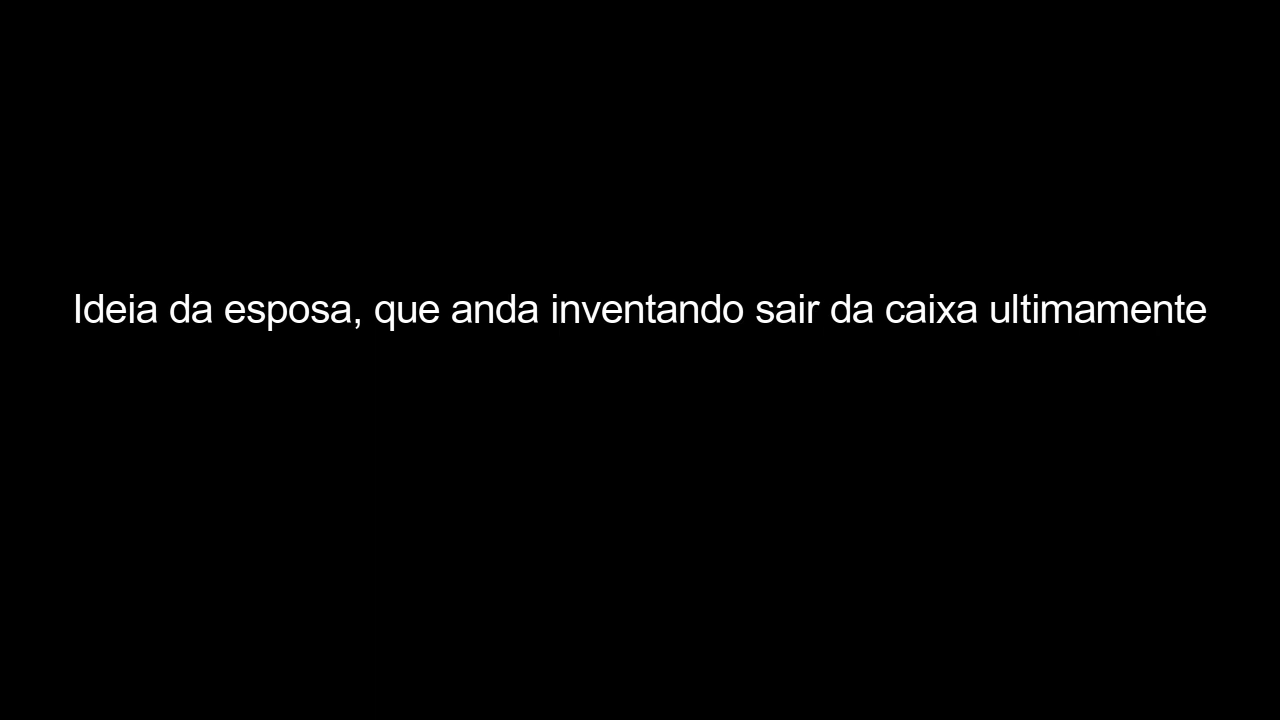 Ideia da esposa, que anda inventando sair da caixa ultimamente